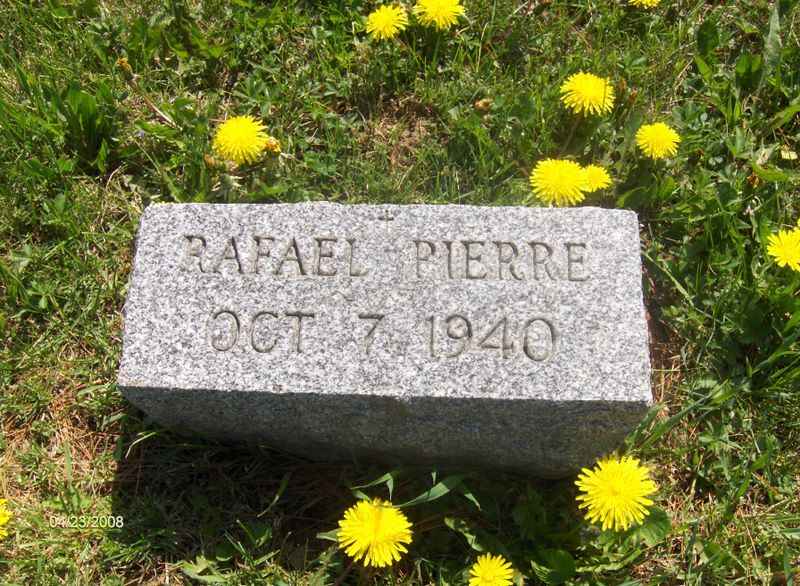 RAFAEL PIERRE
OCT 7 1940
04/23/2008